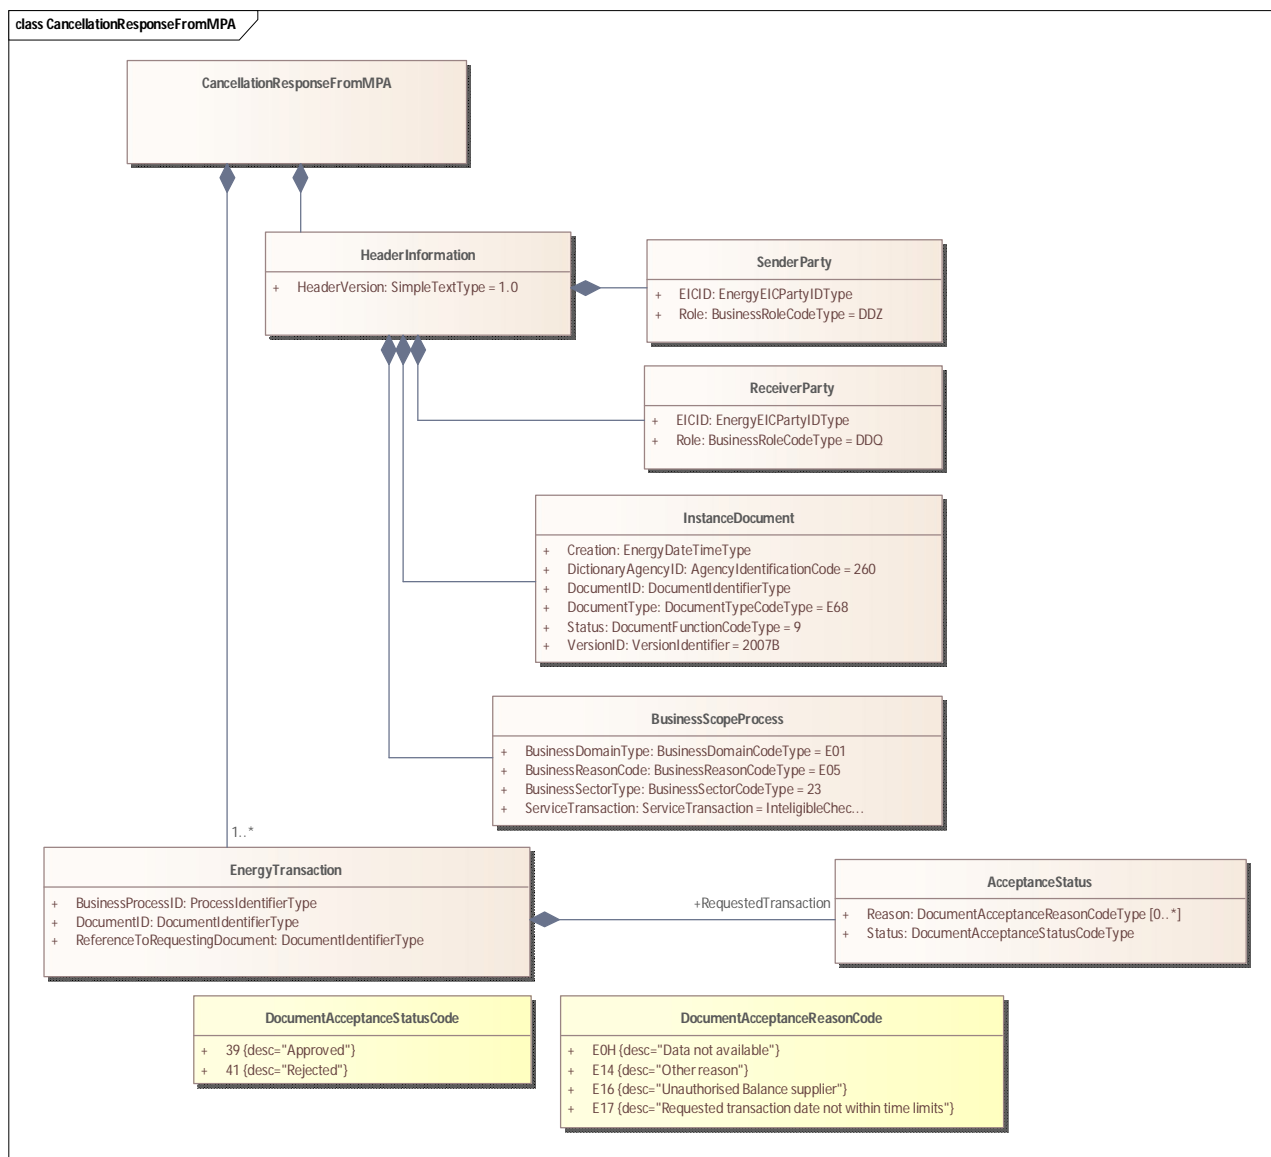 class CancellationResponseFromMPA
CancellationResponseFromMPA
HeaderInformation
+ HeaderVersion: SimpleTextType = 1.0
SenderParty
+ EICID: EnergyEICPartyIDType
+ Role: BusinessRoleCodeType = DDZ
ReceiverParty
+ EICID: EnergyEICPartyIDType
+ Role: BusinessRoleCodeType = DDQ
InstanceDocument
+ Creation: EnergyDateTimeType
+ DictionaryAgencyID: AgencyIdentificationCode = 260
+ DocumentID: DocumentIdentifierType
+ DocumentType: DocumentTypeCodeType = E68
+ Status: DocumentFunctionCodeType = 9
+ VersionID: VersionIdentifier = 2007B
BusinessScopeProcess
+ BusinessDomainType: BusinessDomainCodeType = E01
+ BusinessReasonCode: BusinessReasonCodeType = E05
+ BusinessSectorType: BusinessSectorCodeType = 23
+ ServiceTransaction: ServiceTransaction = InteligibleChec...
1..*
EnergyTransaction
+ BusinessProcessID: ProcessIdentifierType
+ DocumentID: DocumentIdentifierType
+ ReferenceToRequestingDocument: DocumentIdentifierType
+RequestedTransaction
AcceptanceStatus
+ Reason: DocumentAcceptanceReasonCodeType [0..*]
+ Status: DocumentAcceptanceStatusCodeType
DocumentAcceptanceStatusCode
+ 39 {desc="Approved"}
+ 41 {desc="Rejected"}
DocumentAcceptanceReasonCode
+ E0H {desc="Data not available"}
+ E14 {desc="Other reason"}
+ E16 {desc="Unauthorised Balance supplier"}
+ E17 {desc="Requested transaction date not within time limits"}